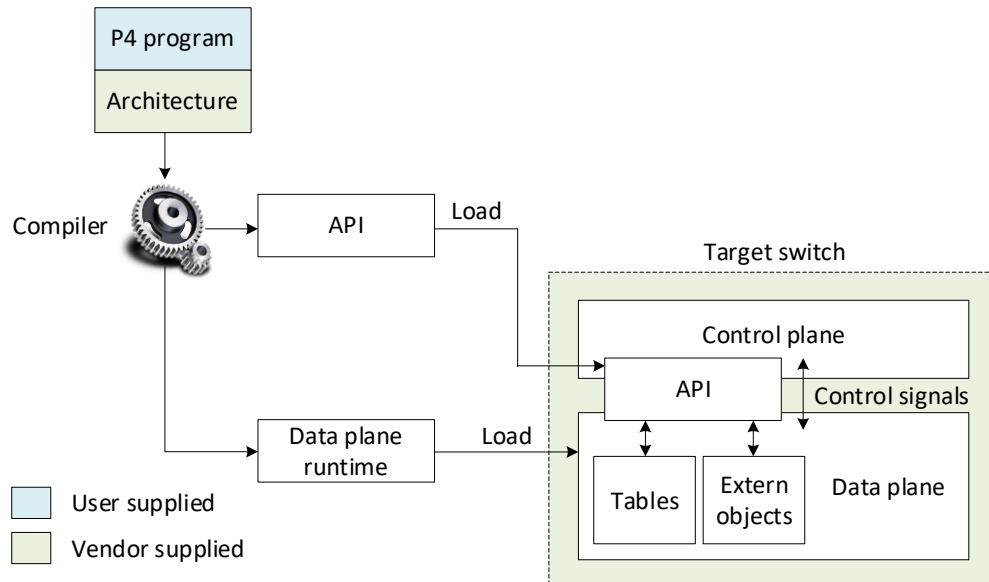 P4 program
Architecture
Compiler
API
Load
Target switch
Control plane
API
Control signals
Data plane
runtime
Load
Tables
Extern
objects
Data plane
User supplied
Vendor supplied